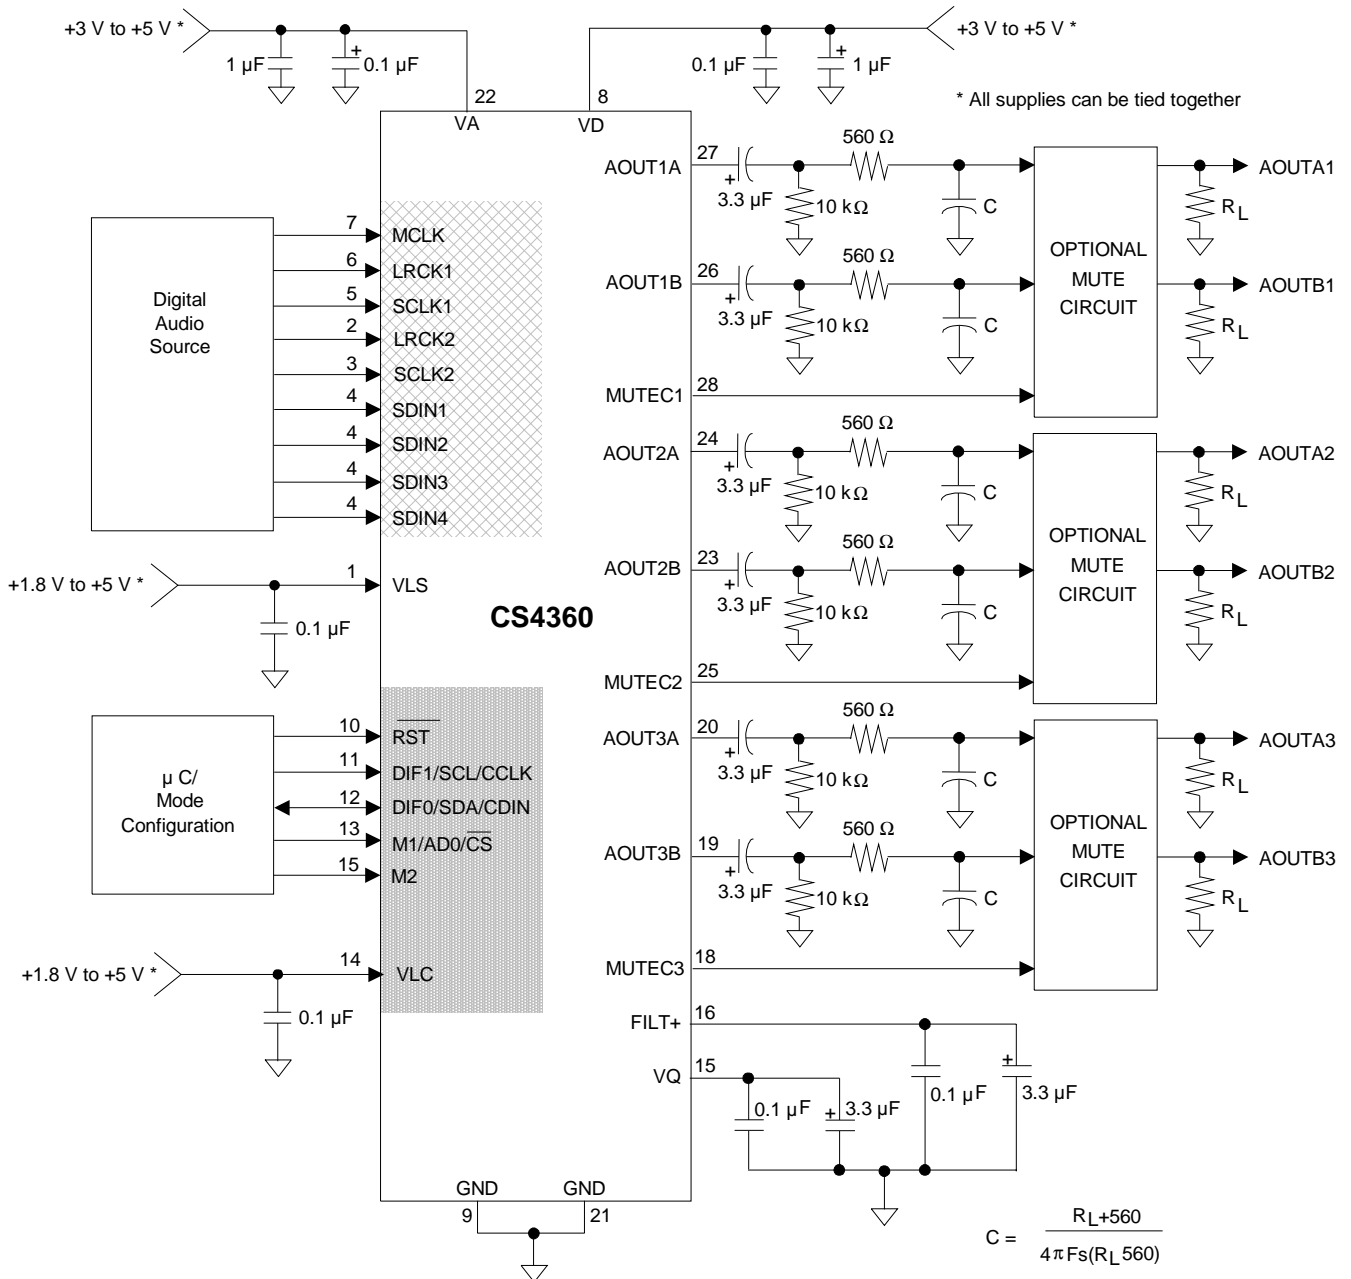 +3 V to +5 V *
+3 V to +5 V *
1 µF
+
0.1 µF
0.1 µF
+
1 µF
* All supplies can be tied together
22
8
VA
VD
AOUT1A
27
+
3.3 µF
560 Ω
10 kΩ
C
AOUTA1
RL
AOUT1B
26
+
3.3 µF
560 Ω
10 kΩ
C
OPTIONAL
MUTE
CIRCUIT
AOUTB1
RL
MUTEC1
28
Digital
Audio
Source
7
MCLK
6
LRCK1
5
SCLK1
2
LRCK2
3
SCLK2
4
SDIN1
4
SDIN2
4
SDIN3
4
SDIN4
AOUT2A
24
+
3.3 µF
560 Ω
10 kΩ
C
AOUTA2
RL
AOUT2B
23
+
3.3 µF
560 Ω
10 kΩ
C
OPTIONAL
MUTE
CIRCUIT
AOUTB2
RL
MUTEC2
25
+1.8 V to +5 V *
1
VLS
0.1 µF
CS4360
µ C/
Mode
Configuration
10
RST
11
DIF1/SCL/CCLK
12
DIF0/SDA/CDIN
13
M1/AD0/CS
15
M2
AOUT3A
20
+
3.3 µF
560 Ω
10 kΩ
C
AOUTA3
RL
AOUT3B
19
+
3.3 µF
560 Ω
10 kΩ
C
OPTIONAL
MUTE
CIRCUIT
AOUTB3
RL
MUTEC3
18
+1.8 V to +5 V *
14
VLC
0.1 µF
FILT+
16
0.1 µF
+
3.3 µF
VQ
15
0.1 µF
+
3.3 µF
GND
GND
9
21
C =
RL+560
4πFs(RL560)